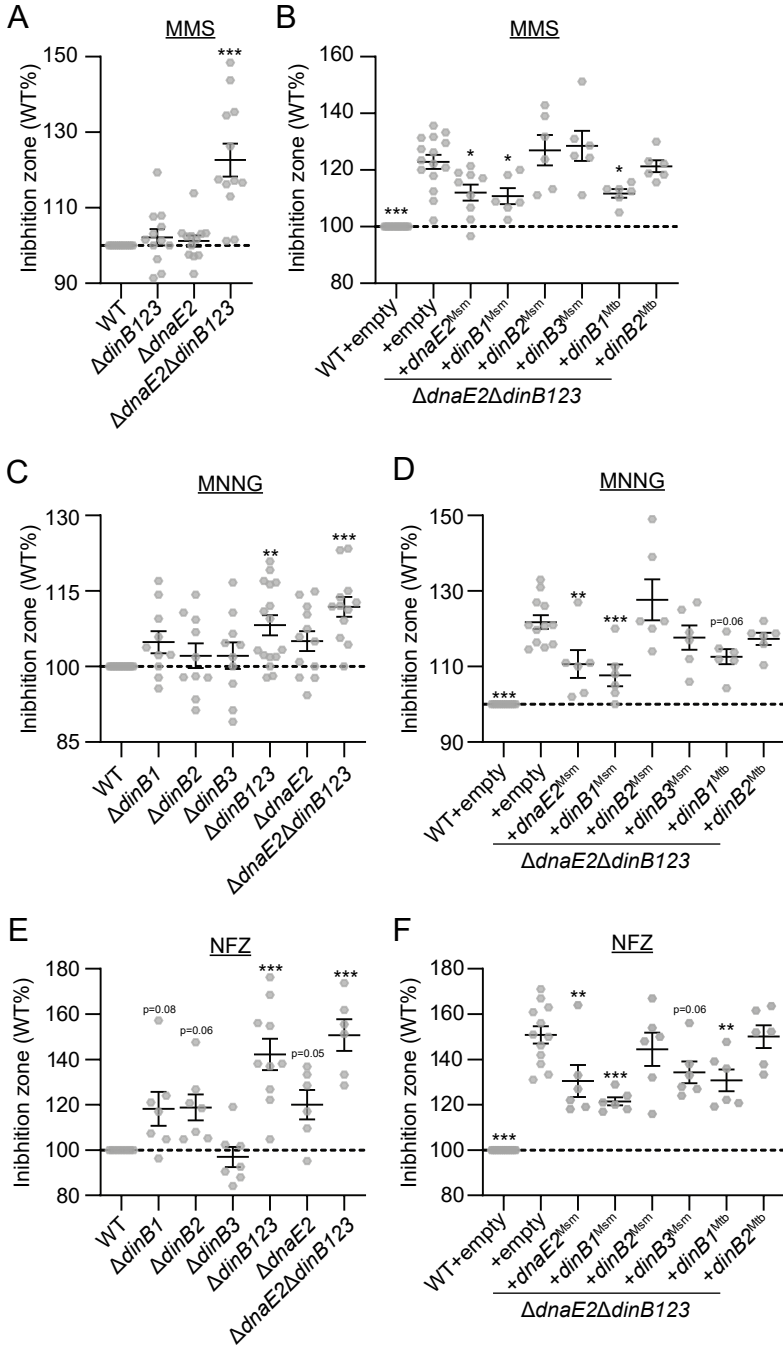 A
MMS
Inibhition zone (WT%)
150
130
110
90
***
WT
ΔdinB123
ΔdnaE2
ΔdnaE2ΔdinB123
B
MMS
Inibhition zone (WT%)
160
140
120
100
80
***
*
*
*
WT+empty
+empty
+dnaE2Msm
+dinB1Msm
+dinB2Msm
+dinB3Msm
+dinB1Mtb
+dinB2Mtb
ΔdnaE2ΔdinB123
C
MNNG
Inibhition zone (WT%)
130
115
100
85
**
***
WT
ΔdinB1
ΔdinB2
ΔdinB3
ΔdinB123
ΔdnaE2
ΔdnaE2ΔdinB123
D
MNNG
Inibhition zone (WT%)
150
130
110
90
***
**
***
p=0.06
WT+empty
+empty
+dnaE2Msm
+dinB1Msm
+dinB2Msm
+dinB3Msm
+dinB1Mtb
+dinB2Mtb
ΔdnaE2ΔdinB123
E
NFZ
Inibhition zone (WT%)
180
160
140
120
100
80
p=0.08
p=0.06
***
p=0.05
***
WT
ΔdinB1
ΔdinB2
ΔdinB3
ΔdinB123
ΔdnaE2
ΔdnaE2ΔdinB123
F
NFZ
Inibhition zone (WT%)
180
160
140
120
100
80
***
**
***
p=0.06
**
WT+empty
+empty
+dnaE2Msm
+dinB1Msm
+dinB2Msm
+dinB3Msm
+dinB1Mtb
+dinB2Mtb
ΔdnaE2ΔdinB123